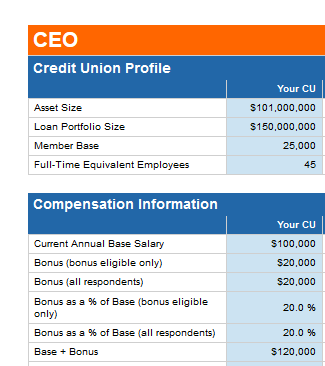 CEO
Credit Union Profile
Your CU
Asset Size $101,000,000
Loan Portfolio Size $150,000,000
Member Base 25,000
Full-Time Equivalent Employees 45
Compensation Information
Your CU
Current Annual Base Salary $100,000
Bonus (bonus eligible only) $20,000
Bonus (all respondents) $20,000
Bonus as a % of Base (bonus eligible
only) 20.0 %
Bonus as a % of Base (all respondents) 20.0 %
Base + Bonus $120,000